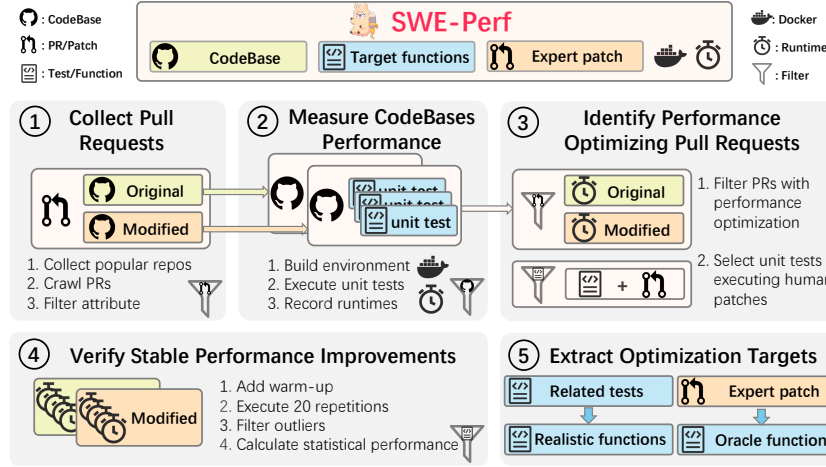 : CodeBase
: PR/Patch
: Test/Function
SWE-Perf
CodeBase
Target functions
Expert patch
: Docker
: Runtime
: Filter
1 Collect Pull
Requests
Original
Modified
1. Collect popular repos
2. Crawl PRs
3. Filter attribute
2 Measure CodeBases
Performance
unit test
unit test
unit test
1. Build environment
2. Execute unit tests
3. Record runtimes
3 Identify Performance
Optimizing Pull Requests
Original
Modified
+
1. Filter PRs with
performance
optimization
2. Select unit tests
executing human
patches
4 Verify Stable Performance Improvements
Modified
1. Add warm-up
2. Execute 20 repetitions
3. Filter outliers
4. Calculate statistical performance
5 Extract Optimization Targets
Related tests
Expert patch
Realistic functions
Oracle function